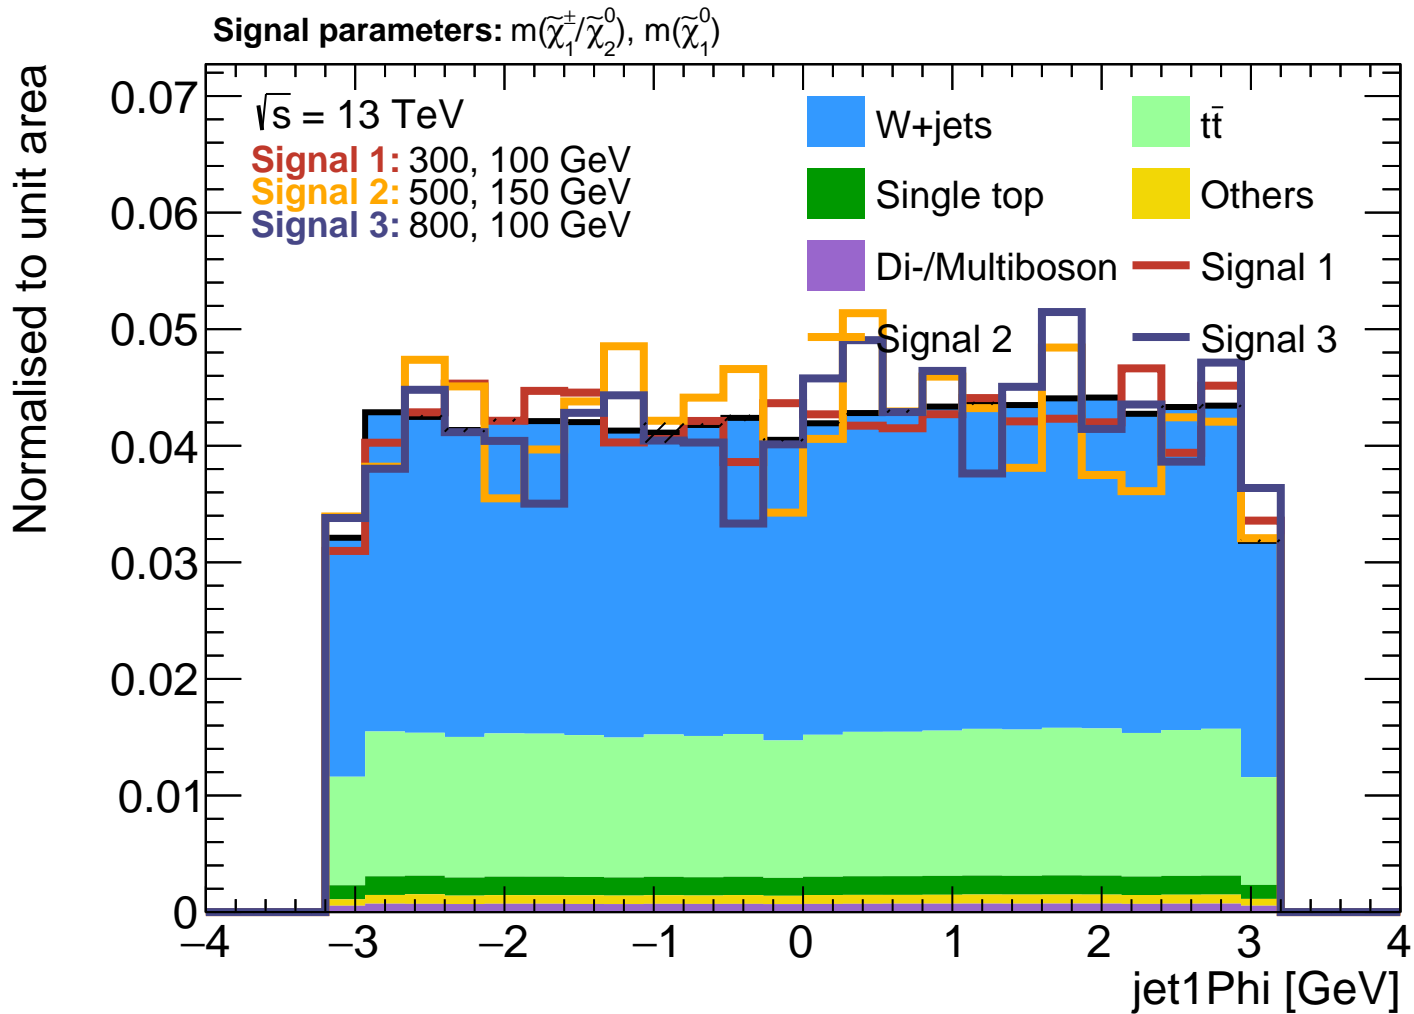 Signal parameters: m(χ̃₁±/χ̃₂⁰), m(χ̃₁⁰)
Normalised to unit area
√s = 13 TeV
Signal 1: 300, 100 GeV
Signal 2: 500, 150 GeV
Signal 3: 800, 100 GeV
W+jets
tt̄
Single top
Others
Di-/Multiboson
Signal 1
Signal 2
Signal 3
0.07
0.06
0.05
0.04
0.03
0.02
0.01
0
−4 −3 −2 −1 0 1 2 3 4
jet1Phi [GeV]